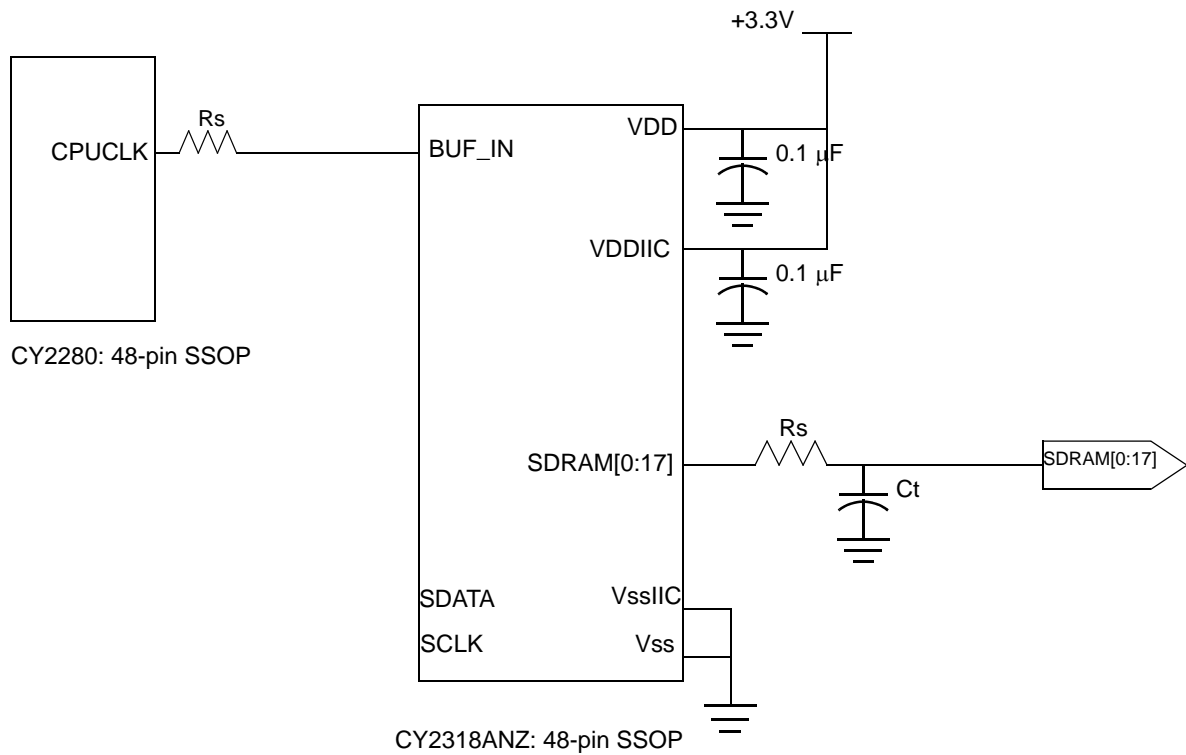 +3.3V
Rs
VDD
CPUCLK
BUF_IN
0.1 μF
VDDIIC
0.1 μF
CY2280: 48-pin SSOP
Rs
SDRAM[0:17]
SDRAM[0:17]
Ct
SDATA
VssIIC
SCLK
Vss
CY2318ANZ: 48-pin SSOP